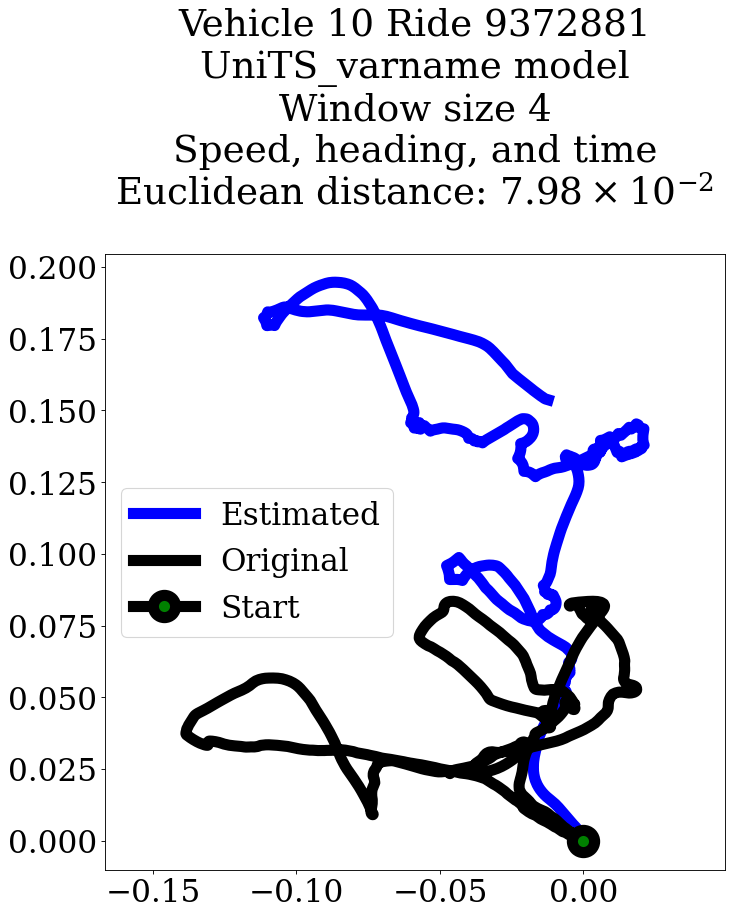 Vehicle 10 Ride 9372881
UniTS_varname model
Window size 4
Speed, heading, and time
Euclidean distance: 7.98 × 10⁻²
0.200
0.175
0.150
0.125
0.100
0.075
0.050
0.025
0.000
Estimated
Original
Start
−0.15
−0.10
−0.05
0.00